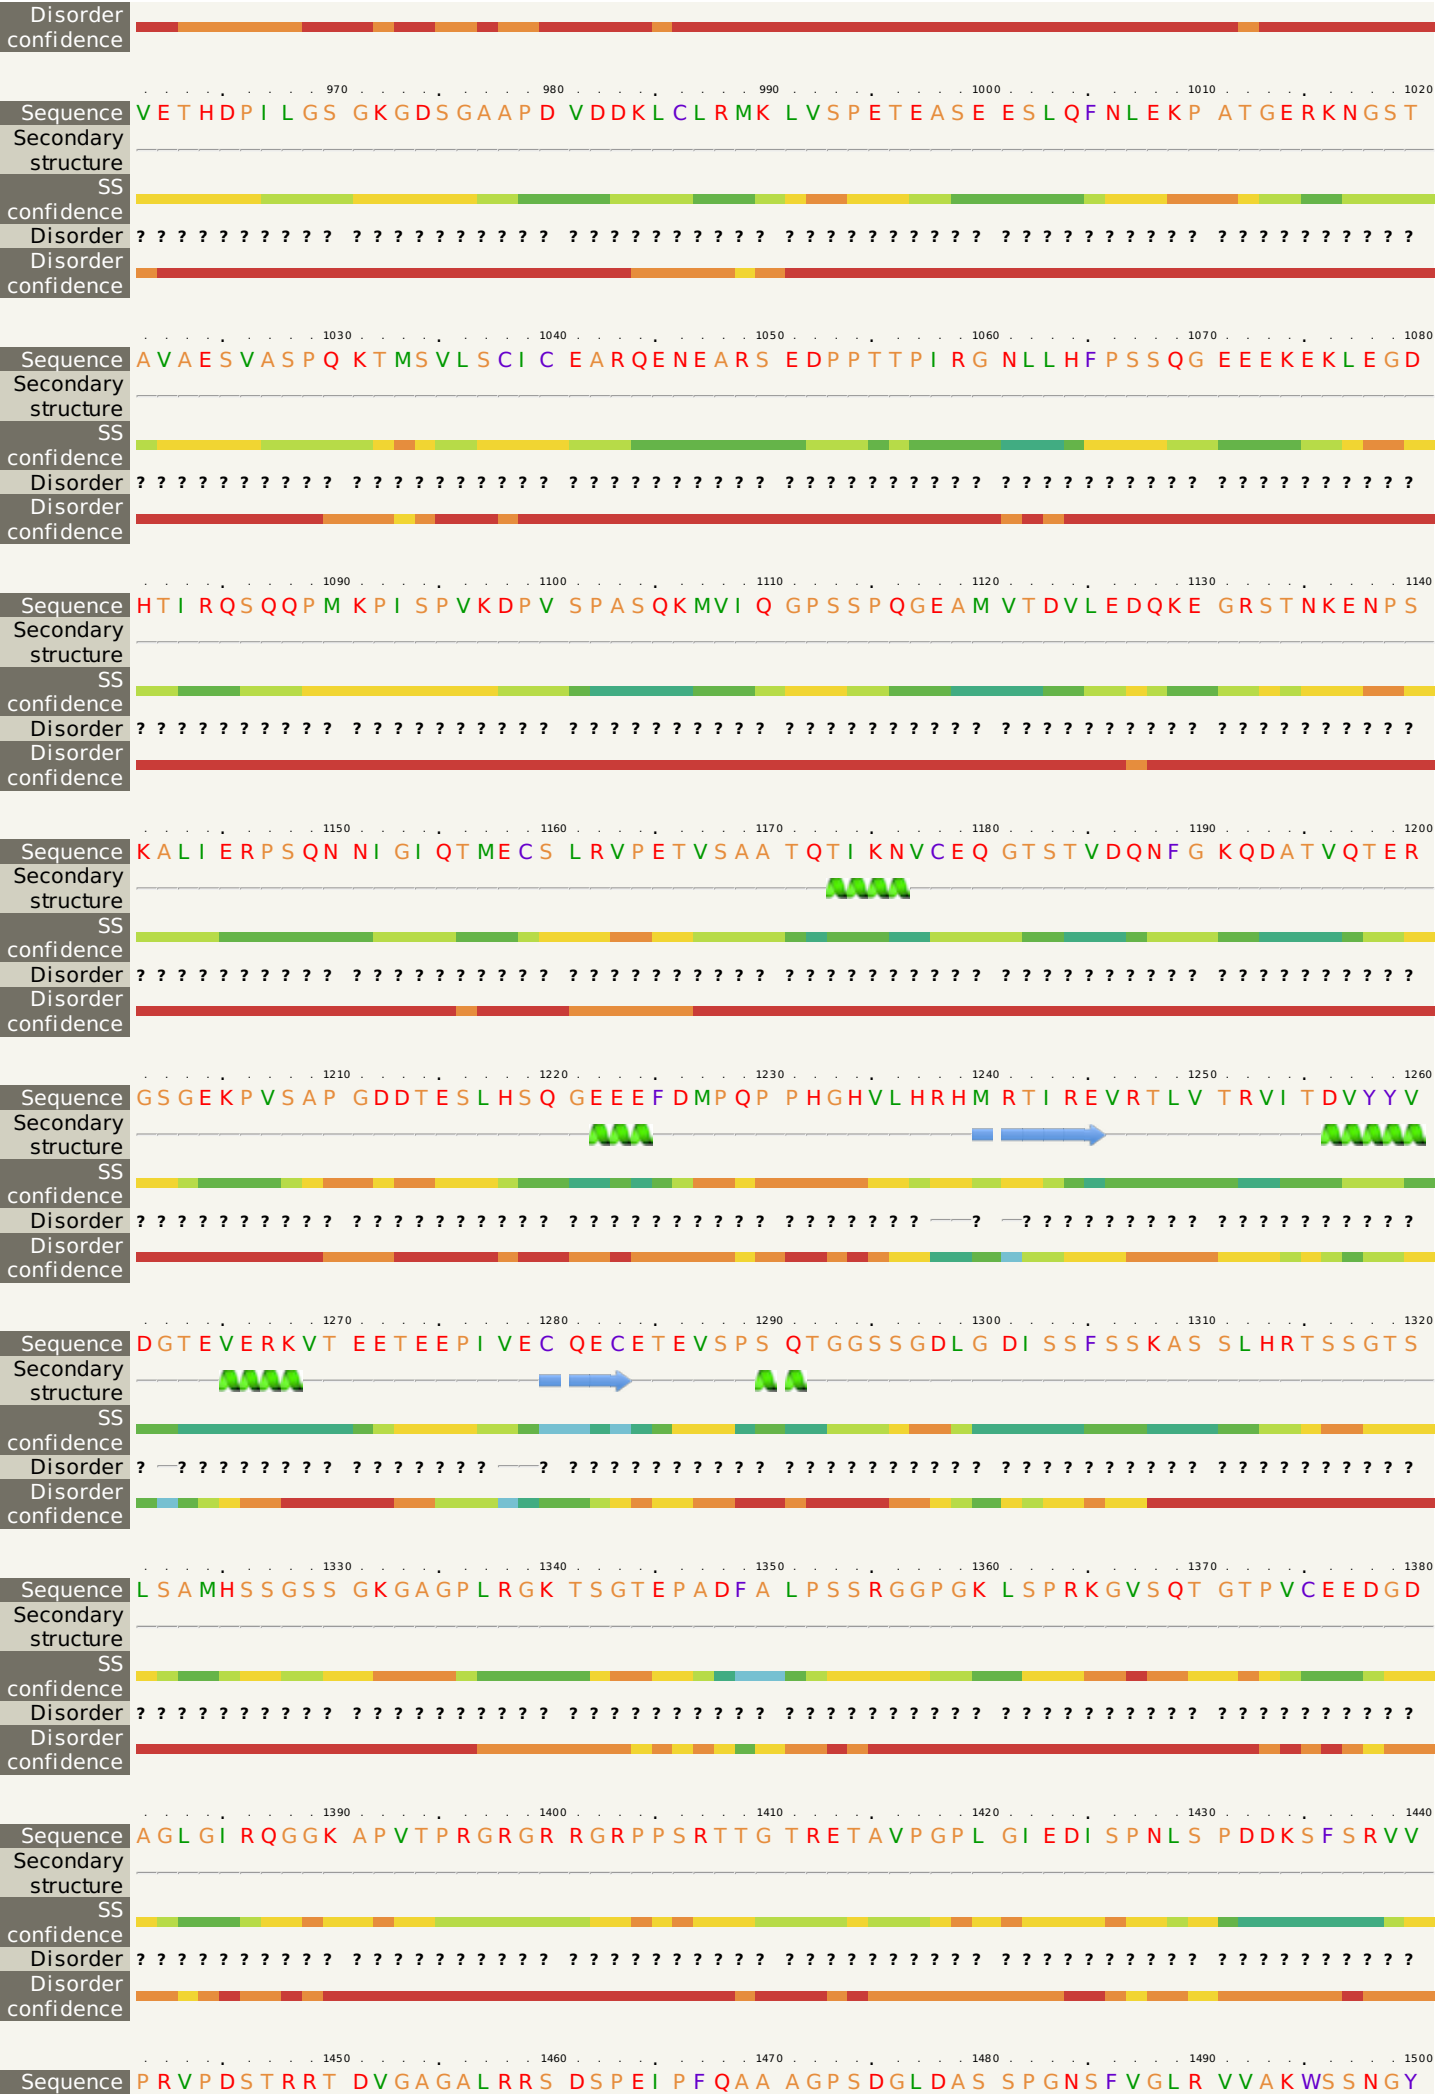 Disorder
confidence
970 980 990 1000 1010 1020
Sequence VETHDPILGS GKGDSGAAPD VDDKLCLRMK LVSPETEASE ESLQFNLEKP ATGERKNGST
Secondary
structure
SS
confidence
Disorder ? ? ? ? ? ? ? ? ? ? ? ? ? ? ? ? ? ? ? ? ? ? ? ? ? ? ? ? ? ? ? ? ? ? ? ? ? ? ? ? ? ? ? ? ? ? ? ? ? ? ? ? ? ? ? ? ? ? ? ?
Disorder
confidence
1030 1040 1050 1060 1070 1080
Sequence AVAESVASPQ KTMSVLSCIC EARQENEARS EDPPTTPIRG NLLHFPSSQG EEEKEKLEGD
Secondary
structure
SS
confidence
Disorder ? ? ? ? ? ? ? ? ? ? ? ? ? ? ? ? ? ? ? ? ? ? ? ? ? ? ? ? ? ? ? ? ? ? ? ? ? ? ? ? ? ? ? ? ? ? ? ? ? ? ? ? ? ? ? ? ? ? ? ?
Disorder
confidence
1090 1100 1110 1120 1130 1140
Sequence HTIRQSQQPM KPISPVKDPV SPASQKMVIQ GPSSPQGEAM VTDVLEDQKE GRSTNKENPS
Secondary
structure
SS
confidence
Disorder ? ? ? ? ? ? ? ? ? ? ? ? ? ? ? ? ? ? ? ? ? ? ? ? ? ? ? ? ? ? ? ? ? ? ? ? ? ? ? ? ? ? ? ? ? ? ? ? ? ? ? ? ? ? ? ? ? ? ? ?
Disorder
confidence
1150 1160 1170 1180 1190 1200
Sequence KALIERPSQN NIGIQTMECS LRVPETVSAA TQTIKNVCEQ GTSTVDQNFG KQDATVQTER
Secondary
structure
SS
confidence
Disorder ? ? ? ? ? ? ? ? ? ? ? ? ? ? ? ? ? ? ? ? ? ? ? ? ? ? ? ? ? ? ? ? ? ? ? ? ? ? ? ? ? ? ? ? ? ? ? ? ? ? ? ? ? ? ? ? ? ? ? ?
Disorder
confidence
1210 1220 1230 1240 1250 1260
Sequence GSGEKPVSAP GDDTESLHSQ GEEEFDMPQP PHGHVLHRHM RTIREVRTLV TRVITDVYYV
Secondary
structure
SS
confidence
Disorder ? ? ? ? ? ? ? ? ? ? ? ? ? ? ? ? ? ? ? ? ? ? ? ? ? ? ? ? ? ? ? ? ? ? ? ? ? ? ? ? ? ? ? ? ? ? ? ? ? ? ? ? ? ? ? ? ?
Disorder
confidence
1270 1280 1290 1300 1310 1320
Sequence DGTEVERKVT EETEEPIVEC QECETEVSPS QTGGSSGDLG DISSFSSKAS SLHRTSSGTS
Secondary
structure
SS
confidence
Disorder ? ? ? ? ? ? ? ? ? ? ? ? ? ? ? ? ? ? ? ? ? ? ? ? ? ? ? ? ? ? ? ? ? ? ? ? ? ? ? ? ? ? ? ? ? ? ? ? ? ? ? ? ? ? ? ? ?
Disorder
confidence
1330 1340 1350 1360 1370 1380
Sequence LSAMHSSGSS GKGAGPLRGK TSGTEPADFA LPSSRGGPGK LSPRKGVSQT GTPVCEEDGD
Secondary
structure
SS
confidence
Disorder ? ? ? ? ? ? ? ? ? ? ? ? ? ? ? ? ? ? ? ? ? ? ? ? ? ? ? ? ? ? ? ? ? ? ? ? ? ? ? ? ? ? ? ? ? ? ? ? ? ? ? ? ? ? ? ? ? ? ? ?
Disorder
confidence
1390 1400 1410 1420 1430 1440
Sequence AGLGIRQGGK APVTPRGRGR RGRPPSRTTG TRETAVPGPL GIEDISPNLS PDDKSFSRVV
Secondary
structure
SS
confidence
Disorder ? ? ? ? ? ? ? ? ? ? ? ? ? ? ? ? ? ? ? ? ? ? ? ? ? ? ? ? ? ? ? ? ? ? ? ? ? ? ? ? ? ? ? ? ? ? ? ? ? ? ? ? ? ? ? ? ? ? ? ?
Disorder
confidence
1450 1460 1470 1480 1490 1500
Sequence PRVPDSTRRT DVGAGALRRS DSPEIPFQAA AGPSDGLDAS SPGNSFVGLR VVAKWSSNGY